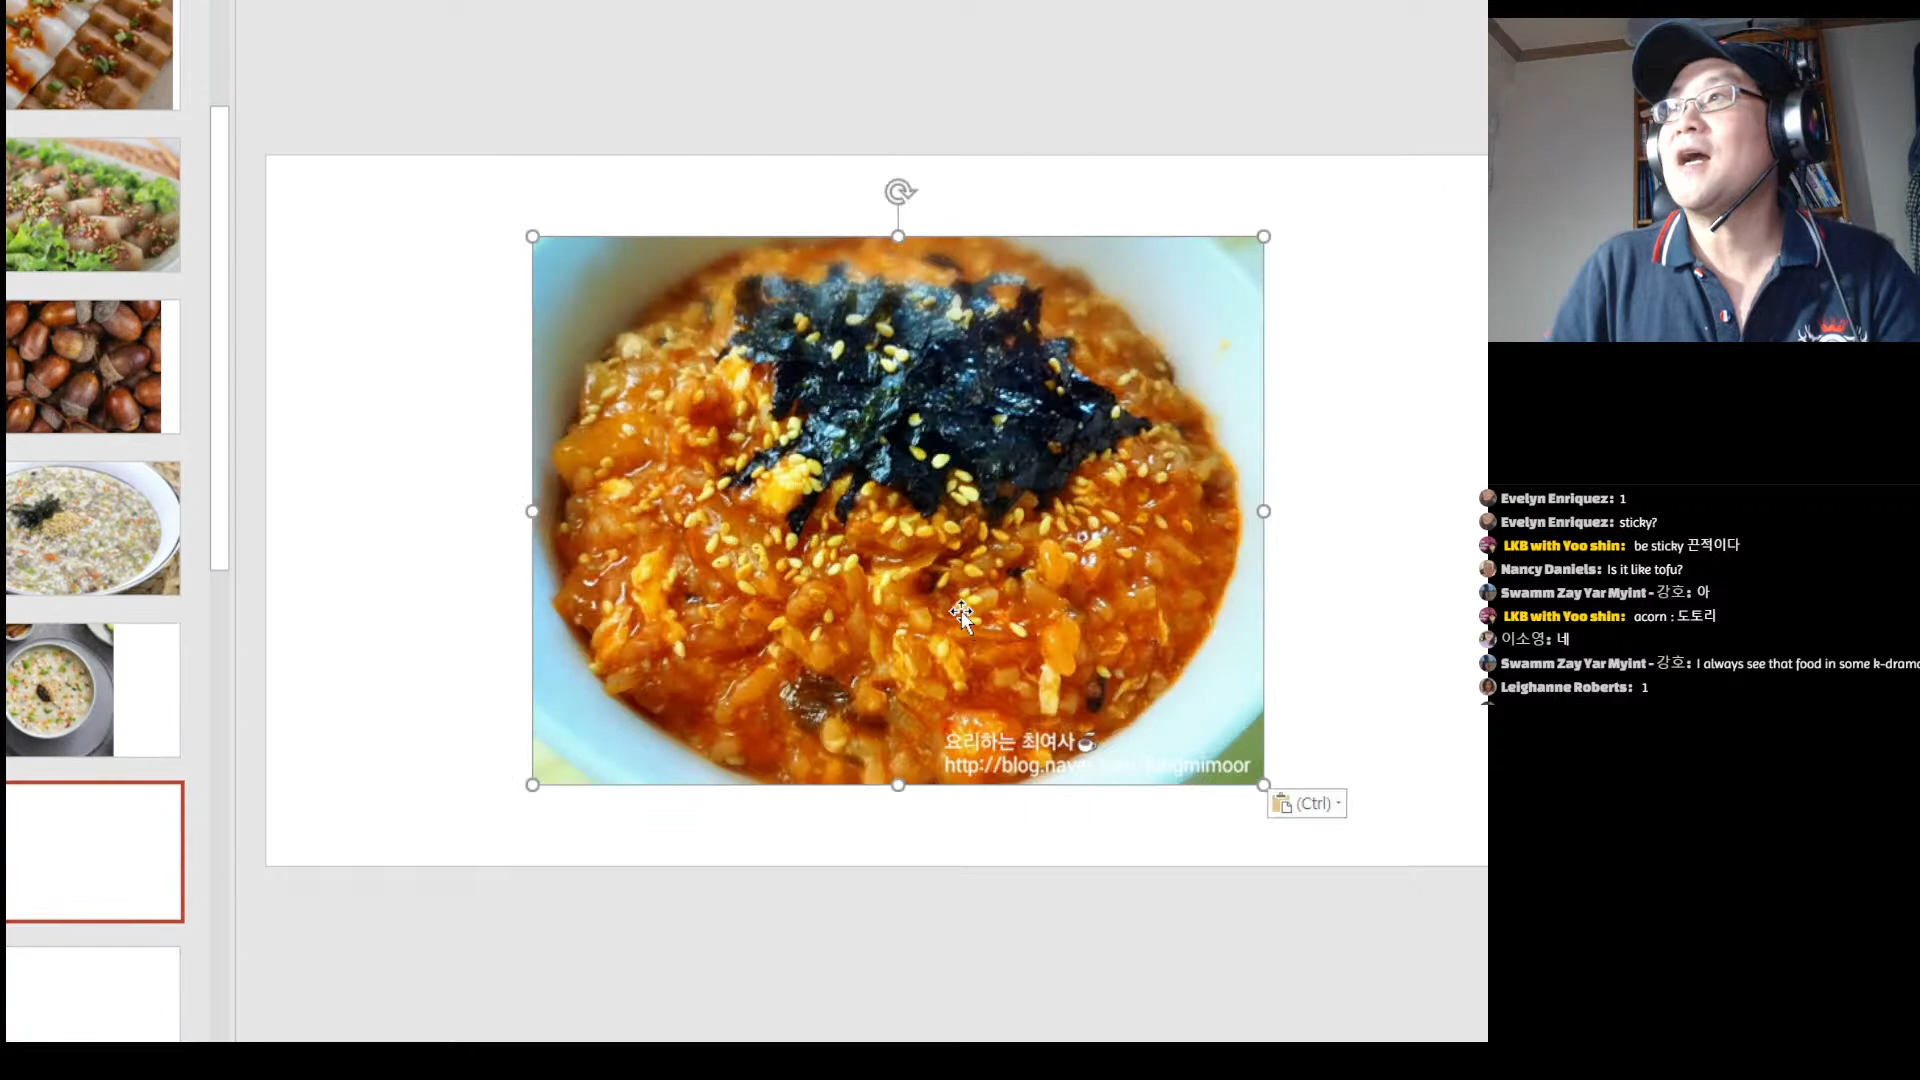 요리하는 최여사
http://blog.nav
mimoor
(Ctrl)
Evelyn Enriquez: 1
Evelyn Enriquez: sticky?
LKB with Yoo shin: be sticky 끈적이다
Nancy Daniels: Is it like tofu?
Swamm Zay Yar Myint - 강호: 아
LKB with Yoo shin: acorn : 도토리
이소영: 네
Swamm Zay Yar Myint - 강호: I always see that food in some k-drama
Leighanne Roberts: 1